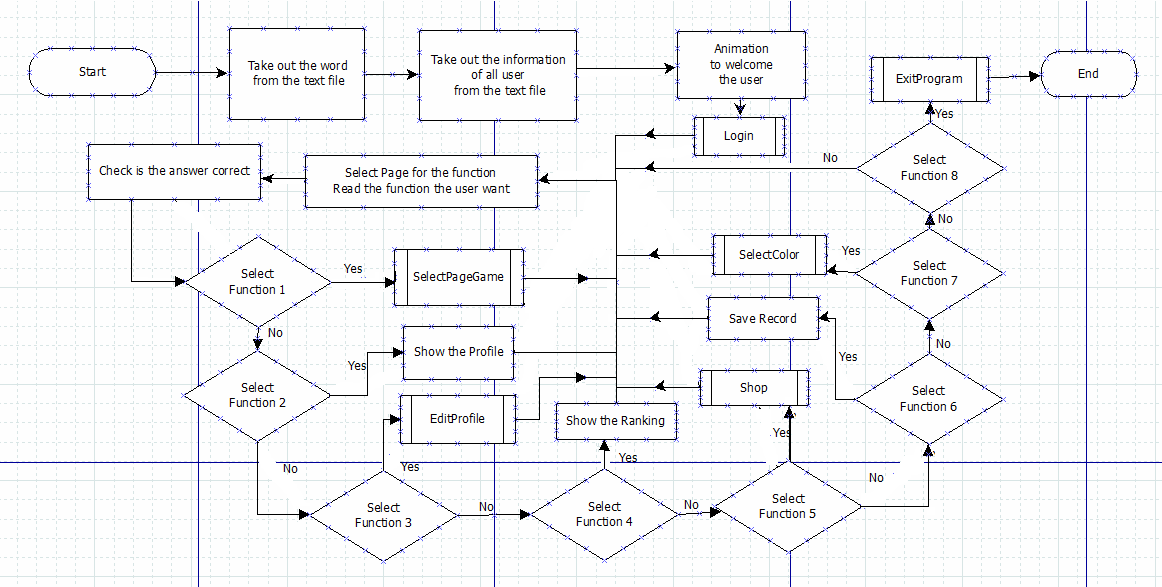 Start
Take out the word
from the text file
Take out the information
of all user
from the text file
Animation
to welcome
the user
ExitProgram
End
Yes
Login
No
Select
Function 8
Check is the answer correct
Select Page for the function
Read the function the user want
No
Select
Function 1
Yes
SelectPageGame
SelectColor
Yes
Select
Function 7
No
Save Record
No
Select
Function 2
Yes
Show the Profile
Yes
Select
Function 6
Shop
EditProfile
Show the Ranking
Yes
No
Yes
Yes
No
Select
Function 3
No
Select
Function 4
No
Select
Function 5